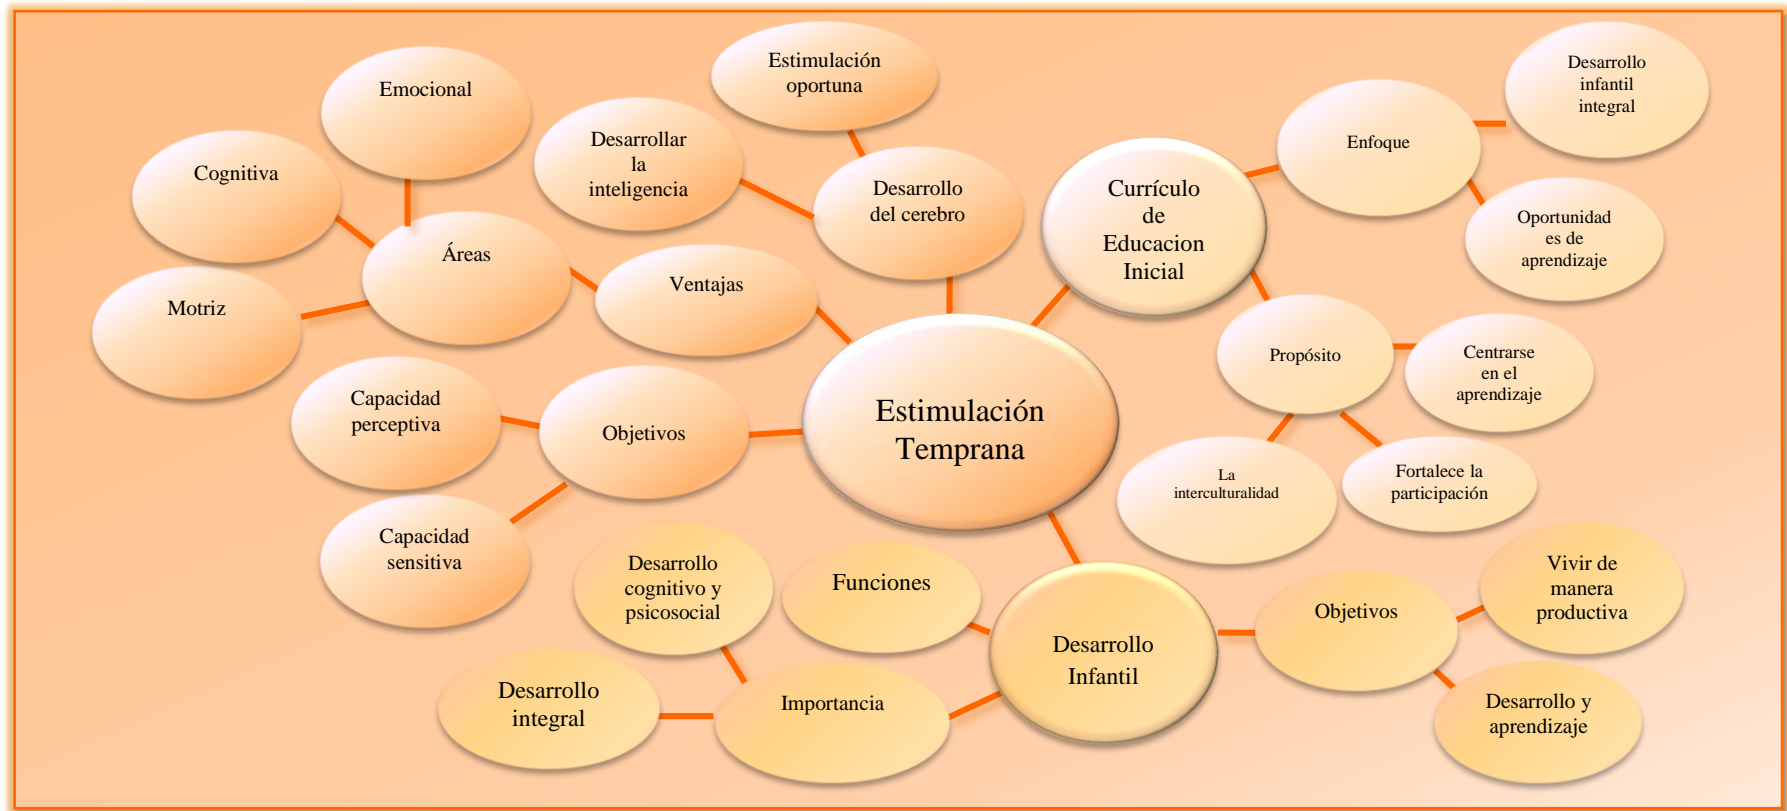 Estimulación
oportuna
Desarrollo
infantil
integral
Emocional
Desarrollar
la
inteligencia
Enfoque
Cognitiva
Desarrollo
del cerebro
Currículo
de
Educacion
Inicial
Oportunidad
es de
aprendizaje
Áreas
Ventajas
Motriz
Propósito
Centrarse
en el
aprendizaje
Estimulación
Temprana
Capacidad
perceptiva
Objetivos
La
interculturalidad
Fortalece la
participación
Capacidad
sensitiva
Desarrollo
cognitivo y
psicosocial
Funciones
Vivir de
manera
productiva
Objetivos
Desarrollo
Infantil
Desarrollo
integral
Importancia
Desarrollo y
aprendizaje